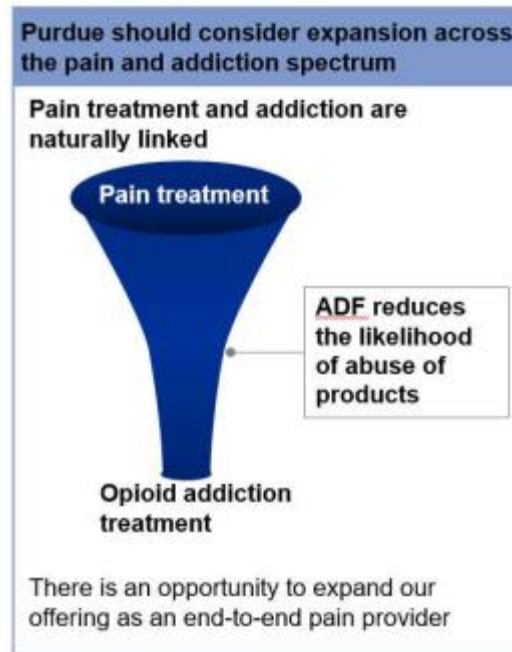 Purdue should consider expansion across
the pain and addiction spectrum
Pain treatment and addiction are
naturally linked
Pain treatment
ADF reduces
the likelihood
of abuse of
products
Opioid addiction
treatment
There is an opportunity to expand our
offering as an end-to-end pain provider